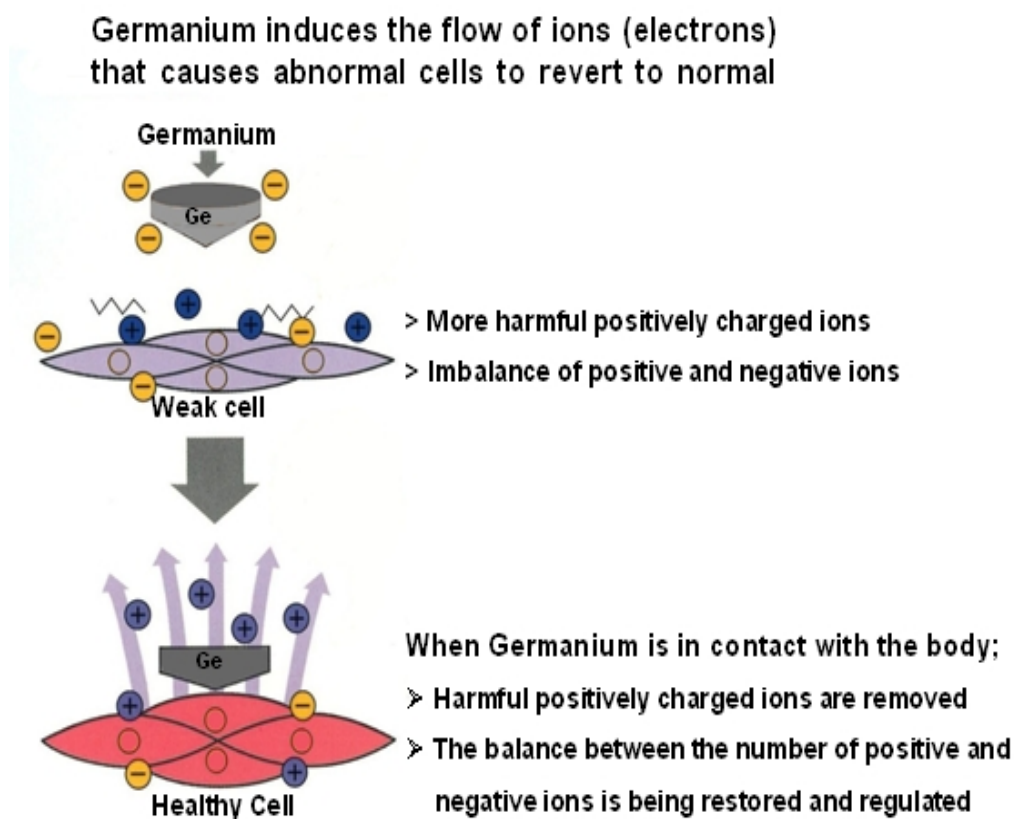 Germanium induces the flow of ions (electrons)
that causes abnormal cells to revert to normal
Germanium
Ge
> More harmful positively charged ions
> Imbalance of positive and negative ions
Weak cell
Ge
When Germanium is in contact with the body;
➢ Harmful positively charged ions are removed
➢ The balance between the number of positive and
negative ions is being restored and regulated
Healthy Cell